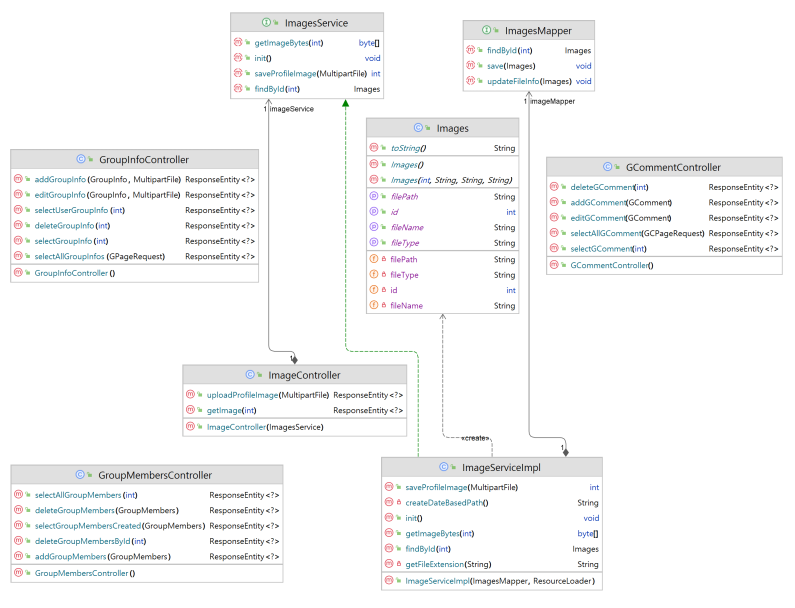 ImagesService
getImageBytes(int) byte[]
init() void
saveProfileImage(MultipartFile) int
findById(int) Images
ImagesMapper
findById(int) Images
save(Images) void
updateFileInfo(Images) void
1 imageService
1 imageMapper
Images
toString() String
Images()
Images(int, String, String, String)
filePath String
id int
fileName String
fileType String
filePath String
fileType String
id int
fileName String
GroupInfoController
addGroupInfo(GroupInfo, MultipartFile) ResponseEntity<?>
editGroupInfo(GroupInfo, MultipartFile) ResponseEntity<?>
selectUserGroupInfo(int) ResponseEntity<?>
deleteGroupInfo(int) ResponseEntity<?>
selectGroupInfo(int) ResponseEntity<?>
selectAllGroupInfos(GPageRequest) ResponseEntity<?>
GroupInfoController()
GCommentController
deleteGComment(int) ResponseEntity<?>
addGComment(GComment) ResponseEntity<?>
editGComment(GComment) ResponseEntity<?>
selectAllGComment(GCPageRequest) ResponseEntity<?>
selectGComment(int) ResponseEntity<?>
GCommentController()
1
ImageController
uploadProfileImage(MultipartFile) ResponseEntity<?>
getImage(int) ResponseEntity<?>
ImageController(ImagesService)
«create»
1
GroupMembersController
selectAllGroupMembers(int) ResponseEntity<?>
deleteGroupMembers(GroupMembers) ResponseEntity<?>
selectGroupMembersCreated(GroupMembers) ResponseEntity<?>
deleteGroupMembersById(int) ResponseEntity<?>
addGroupMembers(GroupMembers) ResponseEntity<?>
GroupMembersController()
ImageServiceImpl
saveProfileImage(MultipartFile) int
createDateBasedPath() String
init() void
getImageBytes(int) byte[]
findById(int) Images
getFileExtension(String) String
ImageServiceImpl(ImagesMapper, ResourceLoader)